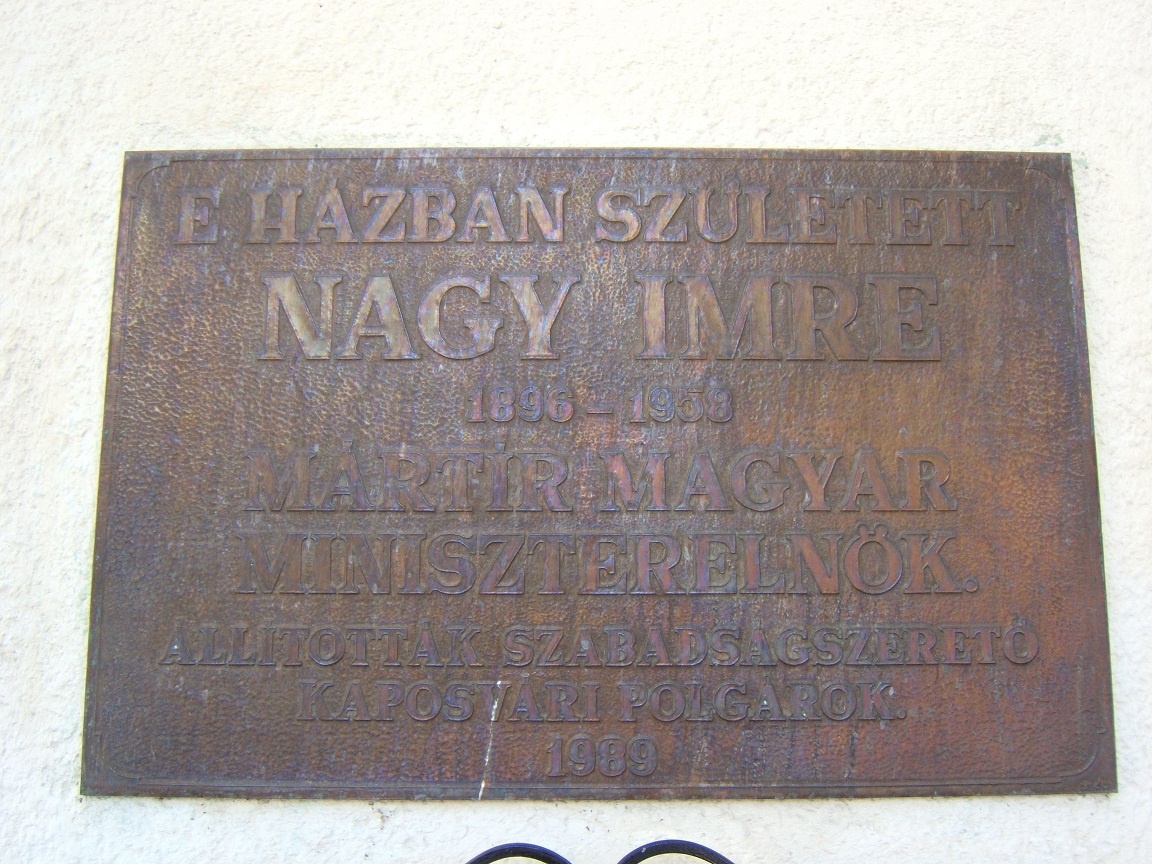 E HÁZBAN SZÜLETETT
NAGY IMRE
1896 – 1958
MÁRTÍR MAGYAR
MINISZTERELNÖK.
ÁLLÍTOTTÁK SZABADSÁGSZERETŐ
KAPOSVÁRI POLGÁROK.
1989